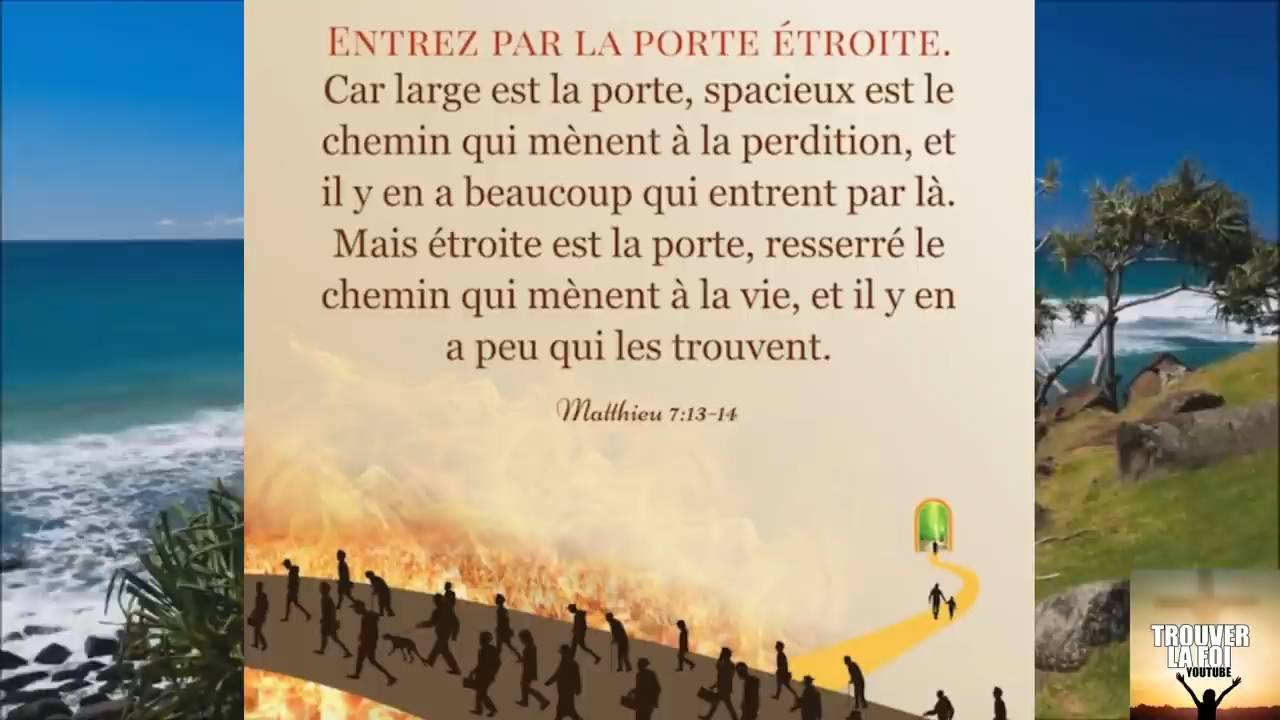 ENTREZ PAR LA PORTE ÉTROITE.
Car large est la porte, spacieux est le
chemin qui mènent à la perdition, et
il y en a beaucoup qui entrent par là.
Mais étroite est la porte, resserré le
chemin qui mènent à la vie, et il y en
a peu qui les trouvent.
Matthieu 7:13-14
TROUVER
LA FOI
YOUTUBE